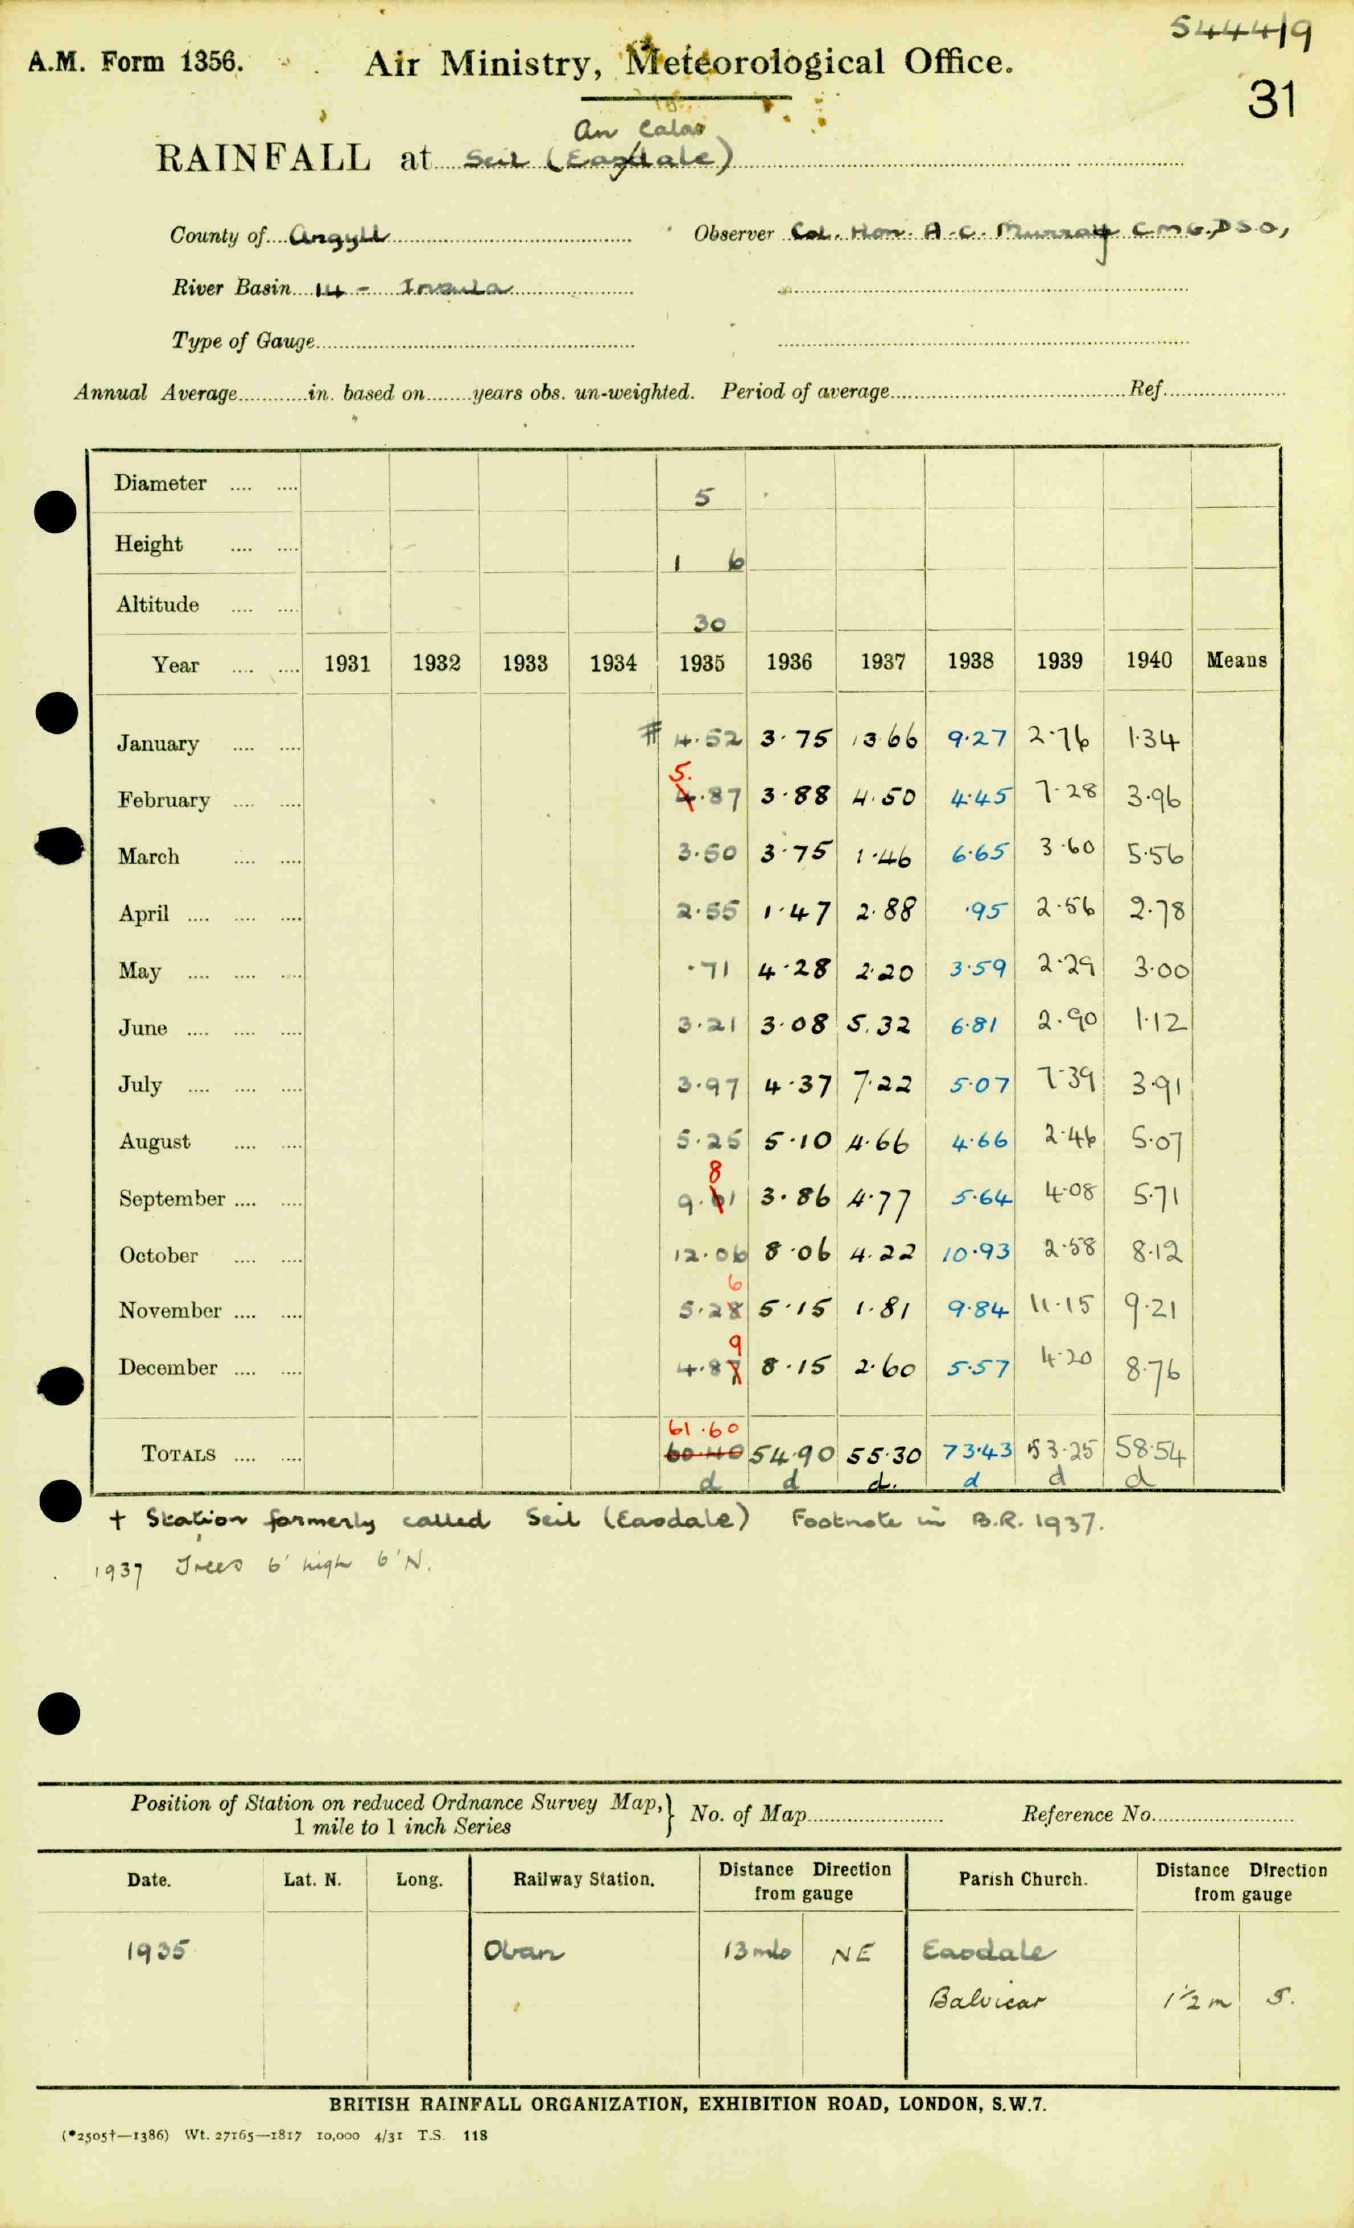 5444/9
A.M. Form 1356. Air Ministry, Meteorological Office.
31
An Cala
RAINFALL at Seil (Easdale)
County of Argyll Observer Col. Hon. A.C. Murray C.M.G., D.S.O,
River Basin 14 - Insula
Type of Gauge
Annual Average in. based on years obs. un-weighted. Period of average Ref.
Diameter 5
Height 1 6
Altitude 30
Year 1931 1932 1933 1934 1935 1936 1937 1938 1939 1940 Means
January # 4.52 3.75 13.66 9.27 2.76 1.34
5.
February 4.87 3.88 4.50 4.45 7.28 3.96
March 3.50 3.75 1.46 6.65 3.60 5.56
April 2.55 1.47 2.88 .95 2.56 2.78
May .71 4.28 2.20 3.59 2.29 3.00
June 3.21 3.08 5.32 6.81 2.90 1.12
July 3.97 4.37 7.22 5.07 7.39 3.91
August 5.25 5.10 4.66 4.66 2.46 5.07
8
September 9.61 3.86 4.77 5.64 4.08 5.71
October 12.06 8.06 4.22 10.93 2.58 8.12
6
November 5.28 5.15 1.81 9.84 11.15 9.21
9
December 4.87 8.15 2.60 5.57 4.20 8.76
61.60
TOTALS 60.40 54.90 55.30 73.43 53.25 58.54
d d d. d d d
† Station formerly called Seil (Easdale) Footnote in B.R. 1937.
1937 Trees 6' high 6' N.
Position of Station on reduced Ordnance Survey Map, } No. of Map Reference No.
1 mile to 1 inch Series
Date. Lat. N. Long. Railway Station. Distance Direction from gauge Parish Church. Distance Direction from gauge
1935 Oban 13 mls NE Easdale
Balvicar 1½ m S.
BRITISH RAINFALL ORGANIZATION, EXHIBITION ROAD, LONDON, S.W.7.
(*2505†—1386) Wt. 27165—1817 10,000 4/31 T.S. 118